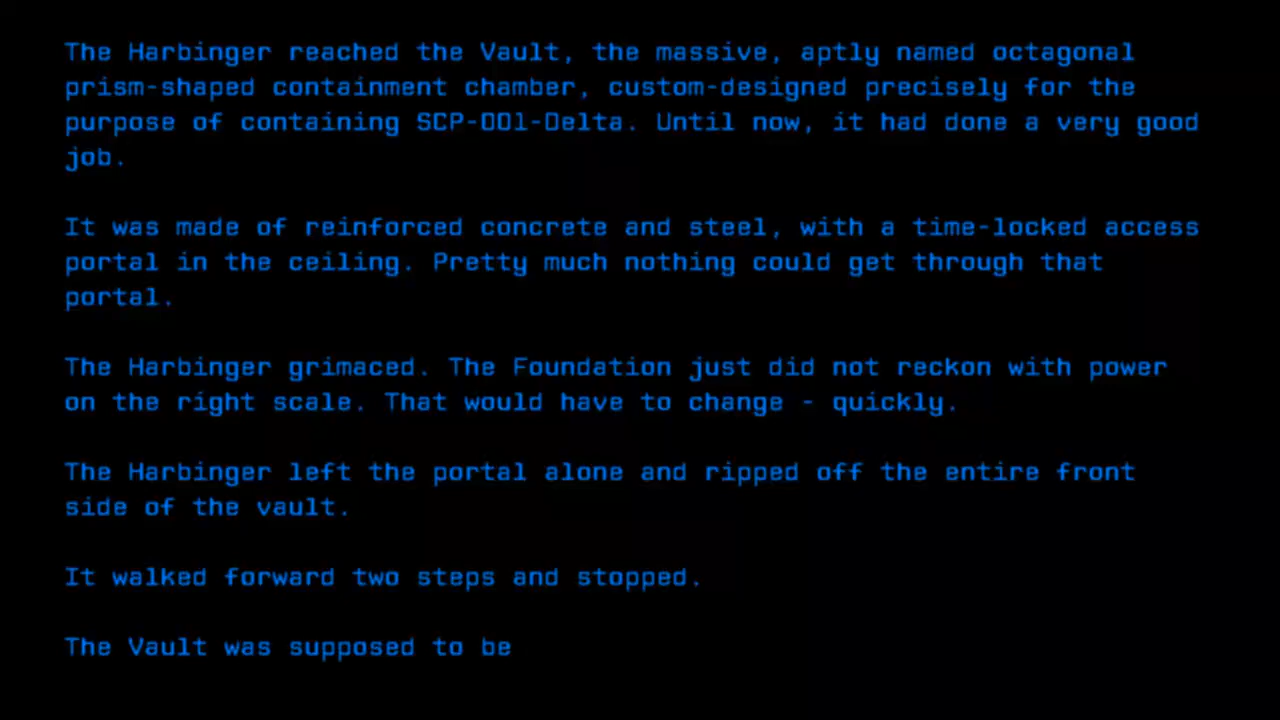 The Harbinger reached the Vault, the massive, aptly named octagonal
prism-shaped containment chamber, custom-designed precisely for the
purpose of containing SCP-001-Delta. Until now, it had done a very good
job.
It was made of reinforced concrete and steel, with a time-locked access
portal in the ceiling. Pretty much nothing could get through that
portal.
The Harbinger grimaced. The Foundation just did not reckon with power
on the right scale. That would have to change - quickly.
The Harbinger left the portal alone and ripped off the entire front
side of the vault.
It walked forward two steps and stopped.
The Vault was supposed to be